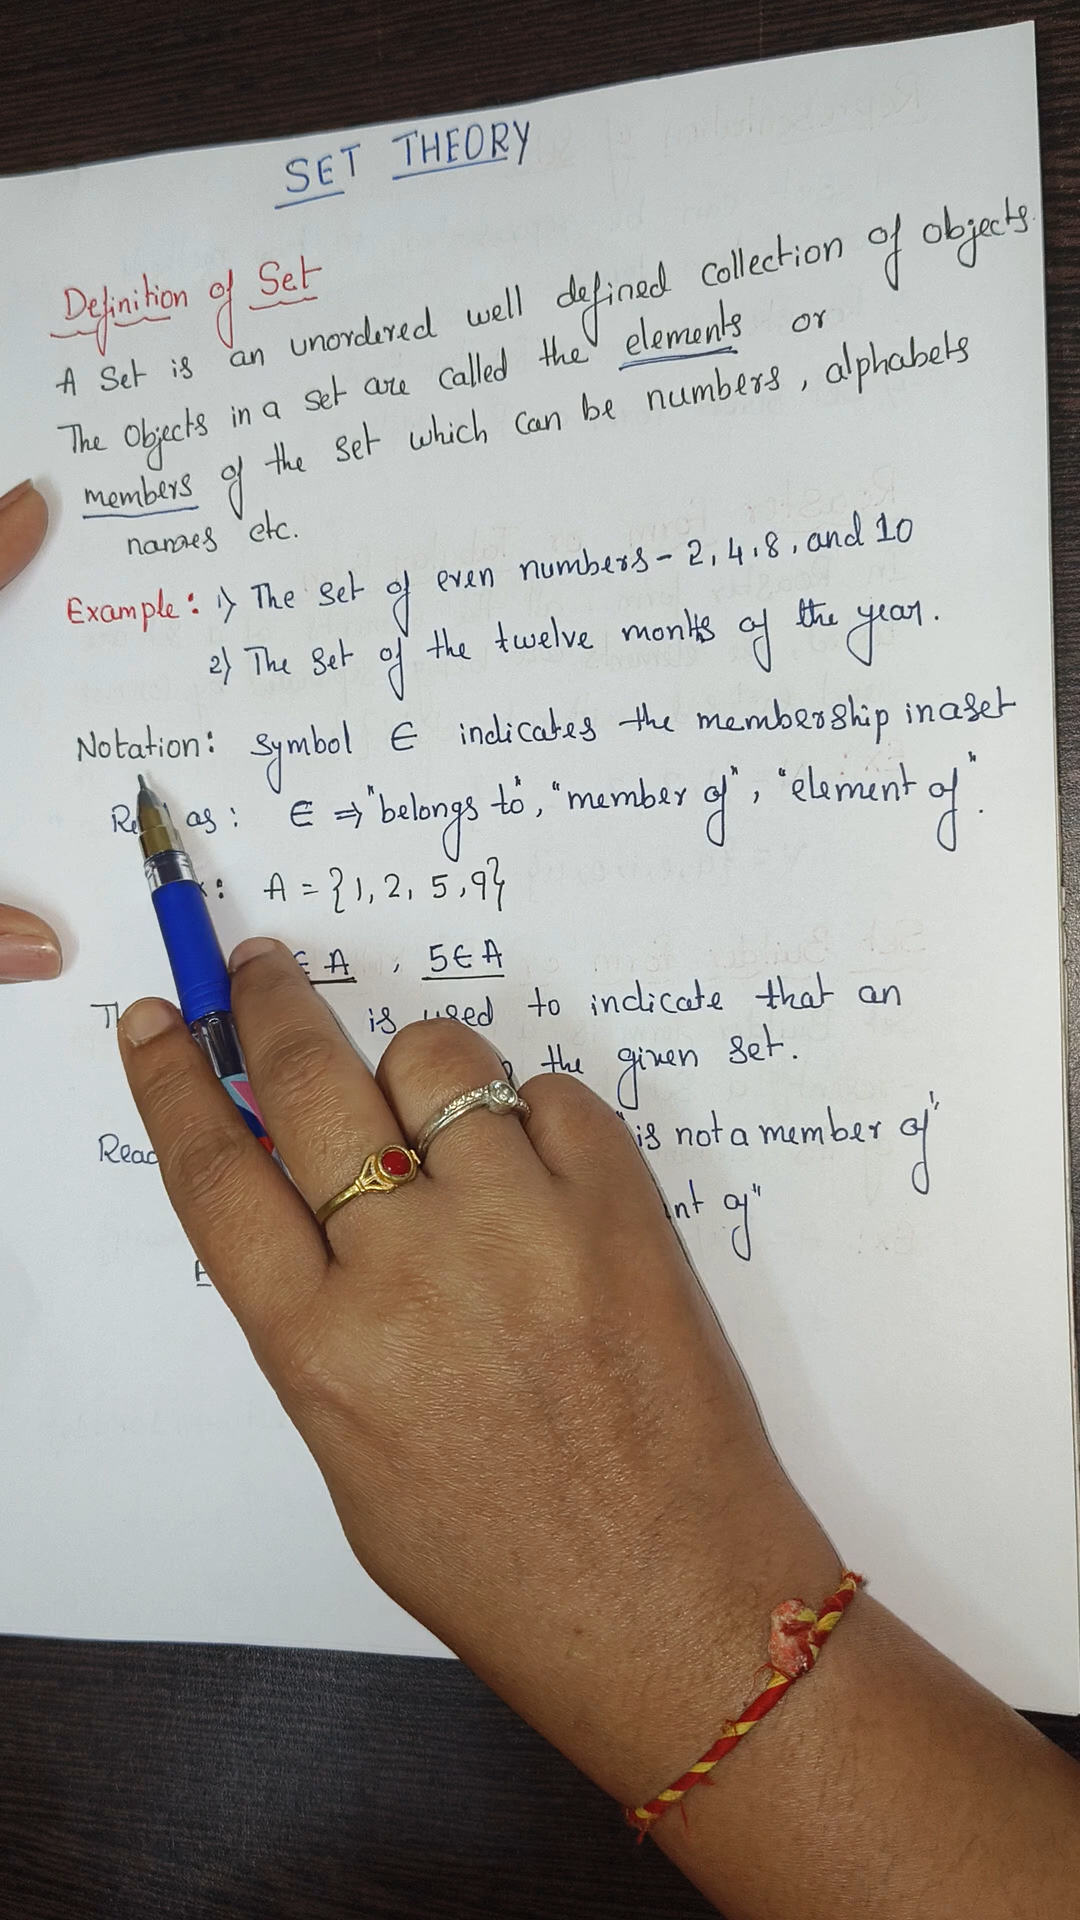 SET THEORY
Definition of Set
A Set is an unordered well defined collection of objects.
The Objects in a set are called the elements or
members of the set which can be numbers, alphabets
names etc.
Example: 1) The set of even numbers - 2, 4, 8, and 10
2) The set of the twelve months of the year.
Notation: symbol ∈ indicates the membership in a set
as: ∈ ⇒ "belongs to", "member of", "element of".
A = {1, 2, 5, 9}
∈ A , 5 ∈ A
is used to indicate that an
the given set.
Read "is not a member of"
of"